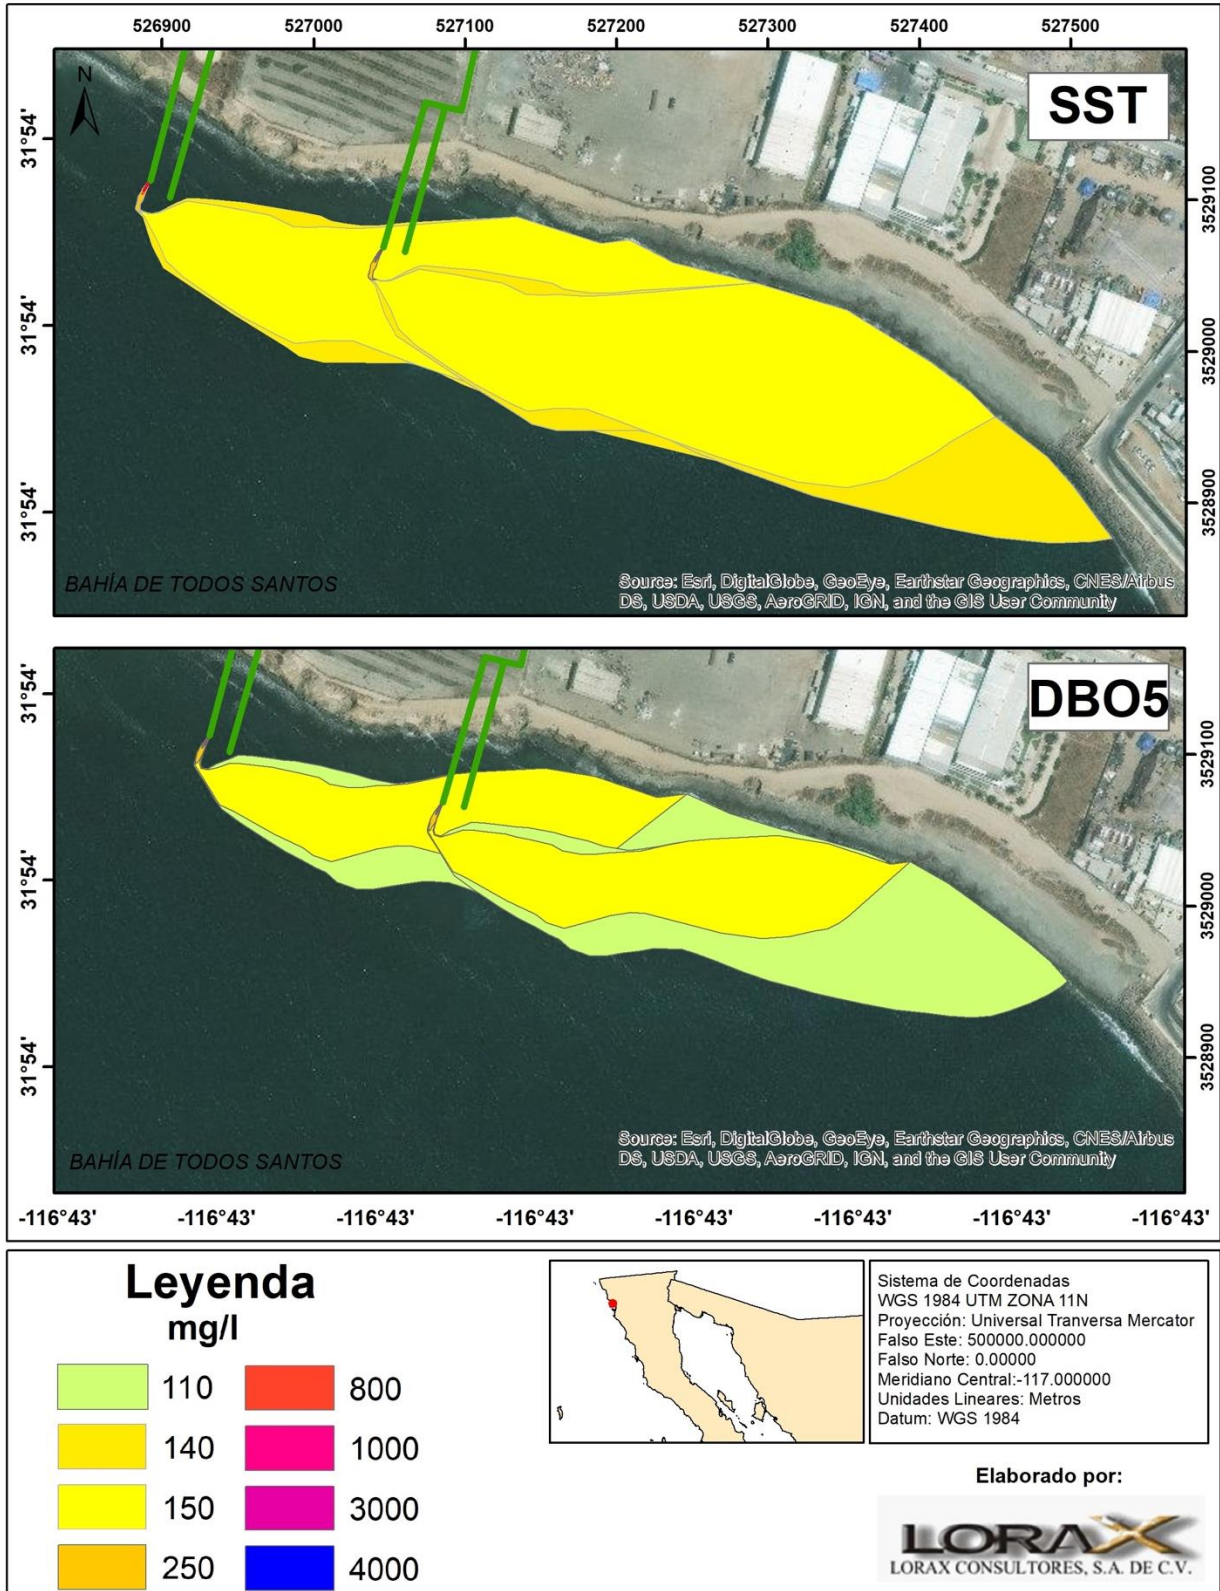 526900 527000 527100 527200 527300 527400 527500
N
SST
31°54'
3529100
31°54'
3529000
31°54'
3528900
BAHÍA DE TODOS SANTOS
Source: Esri, DigitalGlobe, GeoEye, Earthstar Geographics, CNES/Airbus
DS, USDA, USGS, AeroGRID, IGN, and the GIS User Community
DBO5
31°54'
3529100
31°54'
3529000
31°54'
3528900
BAHÍA DE TODOS SANTOS
Source: Esri, DigitalGlobe, GeoEye, Earthstar Geographics, CNES/Airbus
DS, USDA, USGS, AeroGRID, IGN, and the GIS User Community
-116°43' -116°43' -116°43' -116°43' -116°43' -116°43' -116°43' -116°43'
Leyenda
mg/l
110 800
140 1000
150 3000
250 4000
Sistema de Coordenadas
WGS 1984 UTM ZONA 11N
Proyección: Universal Tranversa Mercator
Falso Este: 500000.000000
Falso Norte: 0.00000
Meridiano Central:-117.000000
Unidades Lineares: Metros
Datum: WGS 1984
Elaborado por:
LORAX
LORAX CONSULTORES, S.A. DE C.V.